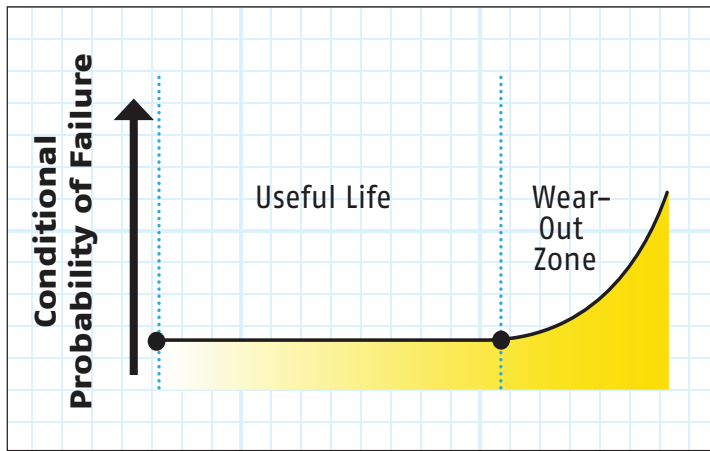 Conditional
Probability of Failure
Useful Life
Wear–
Out
Zone